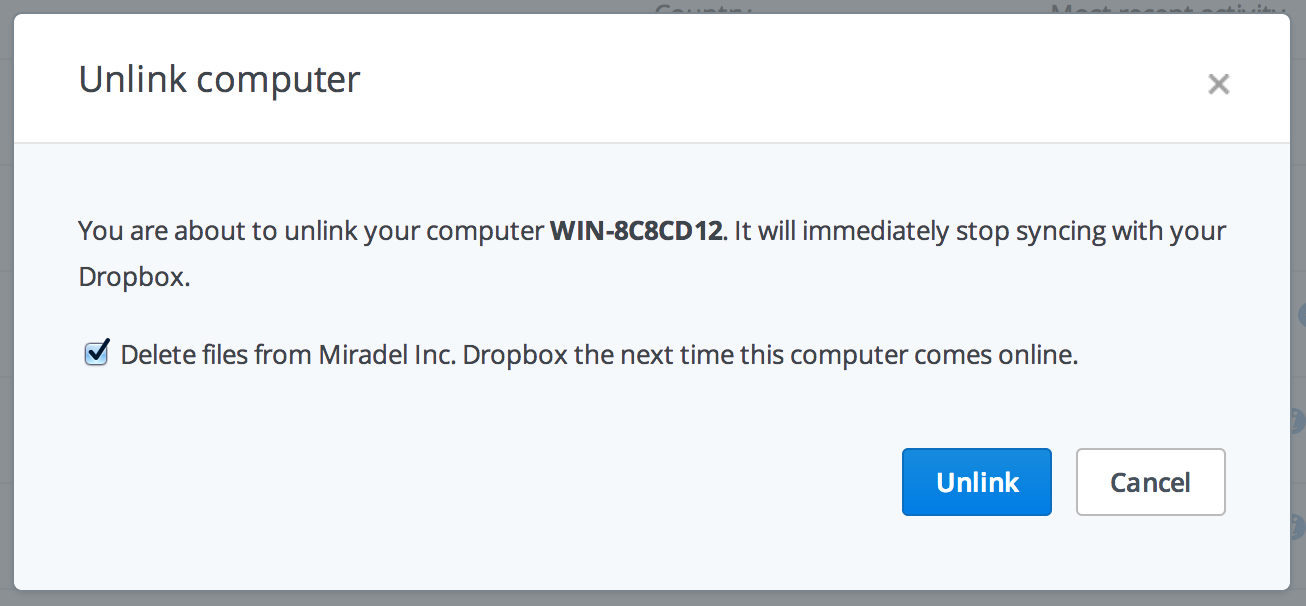 Country
Most recent activity
Unlink computer
You are about to unlink your computer WIN-8C8CD12. It will immediately stop syncing with your
Dropbox.
Delete files from Miradel Inc. Dropbox the next time this computer comes online.
Unlink
Cancel